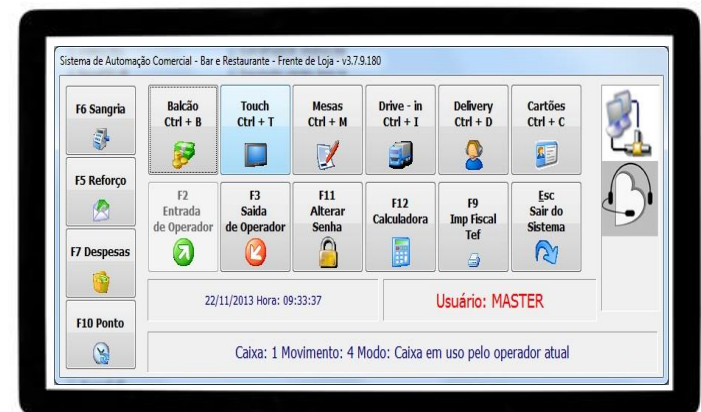 Sistema de Automação Comercial - Bar e Restaurante - Frente de Loja - v3.7.9.180
F6 Sangria
F5 Reforço
F7 Despesas
F10 Ponto
Balcão
Ctrl + B
Touch
Ctrl + T
Mesas
Ctrl + M
Drive - in
Ctrl + I
Delivery
Ctrl + D
Cartões
Ctrl + C
F2
Entrada
de Operador
F3
Saida
de Operador
F11
Alterar
Senha
F12
Calculadora
F9
Imp Fiscal
Tef
Esc
Sair do
Sistema
22/11/2013 Hora: 09:33:37
Usuário: MASTER
Caixa: 1 Movimento: 4 Modo: Caixa em uso pelo operador atual